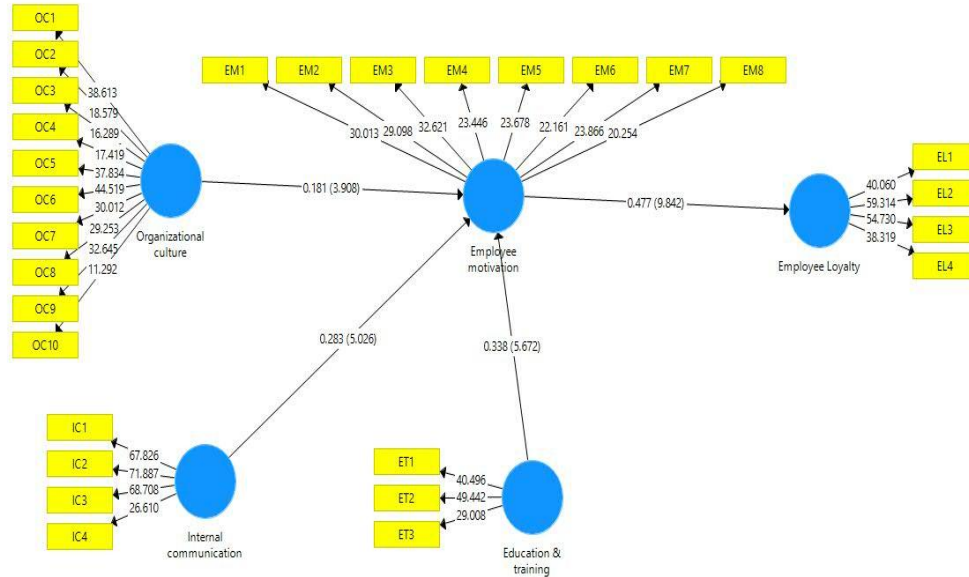 OC1
OC2
OC3
OC4
OC5
OC6
OC7
OC8
OC9
OC10
38.613
18.579
16.289
17.419
37.834
44.519
30.012
29.253
32.645
11.292
Organizational
culture
EM1
EM2
EM3
EM4
EM5
EM6
EM7
EM8
30.013
29.098
32.621
23.446
23.678
22.161
23.866
20.254
Employee
motivation
0.181 (3.908)
0.477 (9.842)
EL1
EL2
EL3
EL4
40.060
59.314
54.730
38.319
Employee Loyalty
0.283 (5.026)
0.338 (5.672)
IC1
IC2
IC3
IC4
67.826
71.887
68.708
26.610
Internal
communication
ET1
ET2
ET3
40.496
49.442
29.008
Education &
training